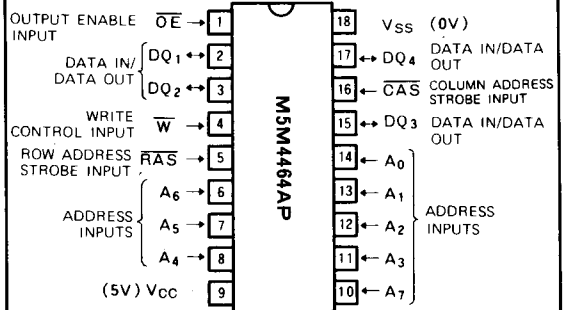 OUTPUT ENABLE INPUT O̅E̅ → 1
DATA IN/ DATA OUT
DQ1 ↔ 2
DQ2 ↔ 3
WRITE CONTROL INPUT W̅ → 4
ROW ADDRESS STROBE INPUT R̅A̅S̅ → 5
ADDRESS INPUTS
A6 → 6
A5 → 7
A4 → 8
(5V) VCC 9
M5M4464AP
18 VSS (0V)
17 ↔ DQ4 DATA IN/DATA OUT
16 ← C̅A̅S̅ COLUMN ADDRESS STROBE INPUT
15 ↔ DQ3 DATA IN/DATA OUT
14 ← A0
13 ← A1
12 ← A2
11 ← A3
10 ← A7
ADDRESS INPUTS